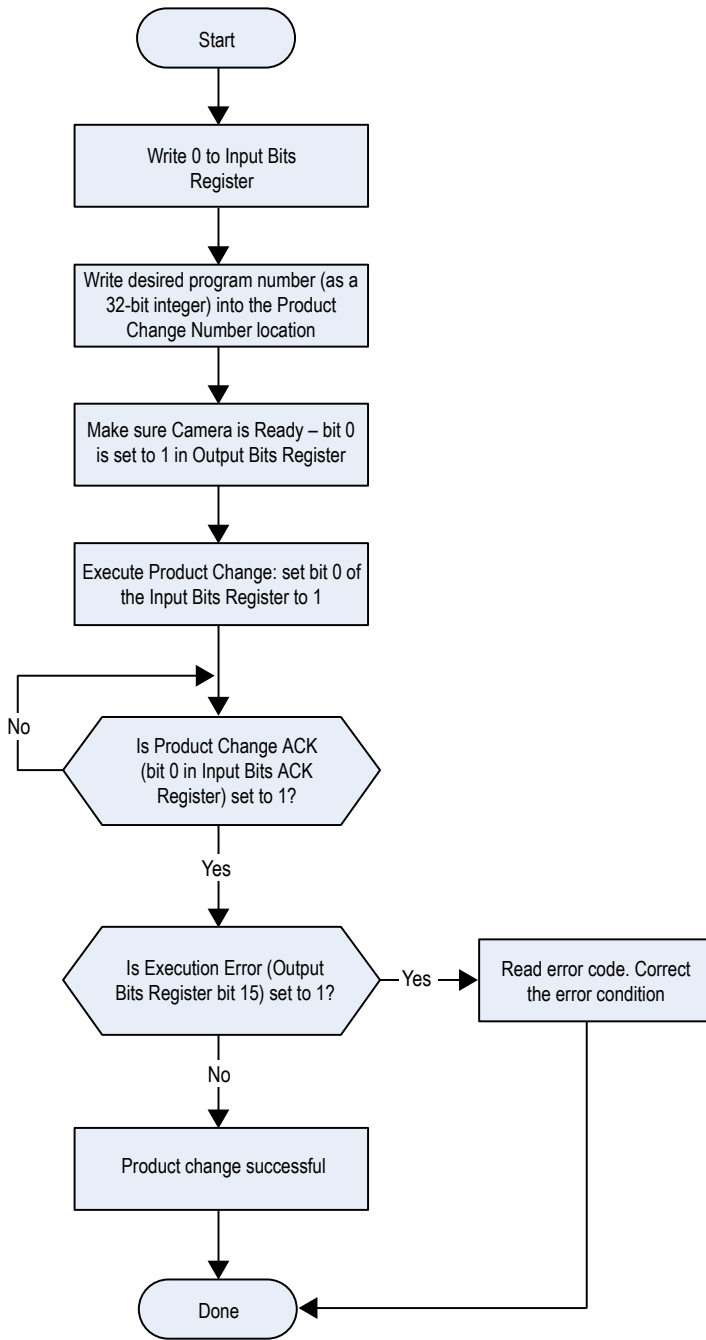 Start
Write 0 to Input Bits
Register
Write desired program number (as a
32-bit integer) into the Product
Change Number location
Make sure Camera is Ready – bit 0
is set to 1 in Output Bits Register
Execute Product Change: set bit 0 of
the Input Bits Register to 1
No
Is Product Change ACK
(bit 0 in Input Bits ACK
Register) set to 1?
Yes
Is Execution Error (Output
Bits Register bit 15) set to 1?
Yes
Read error code. Correct
the error condition
No
Product change successful
Done